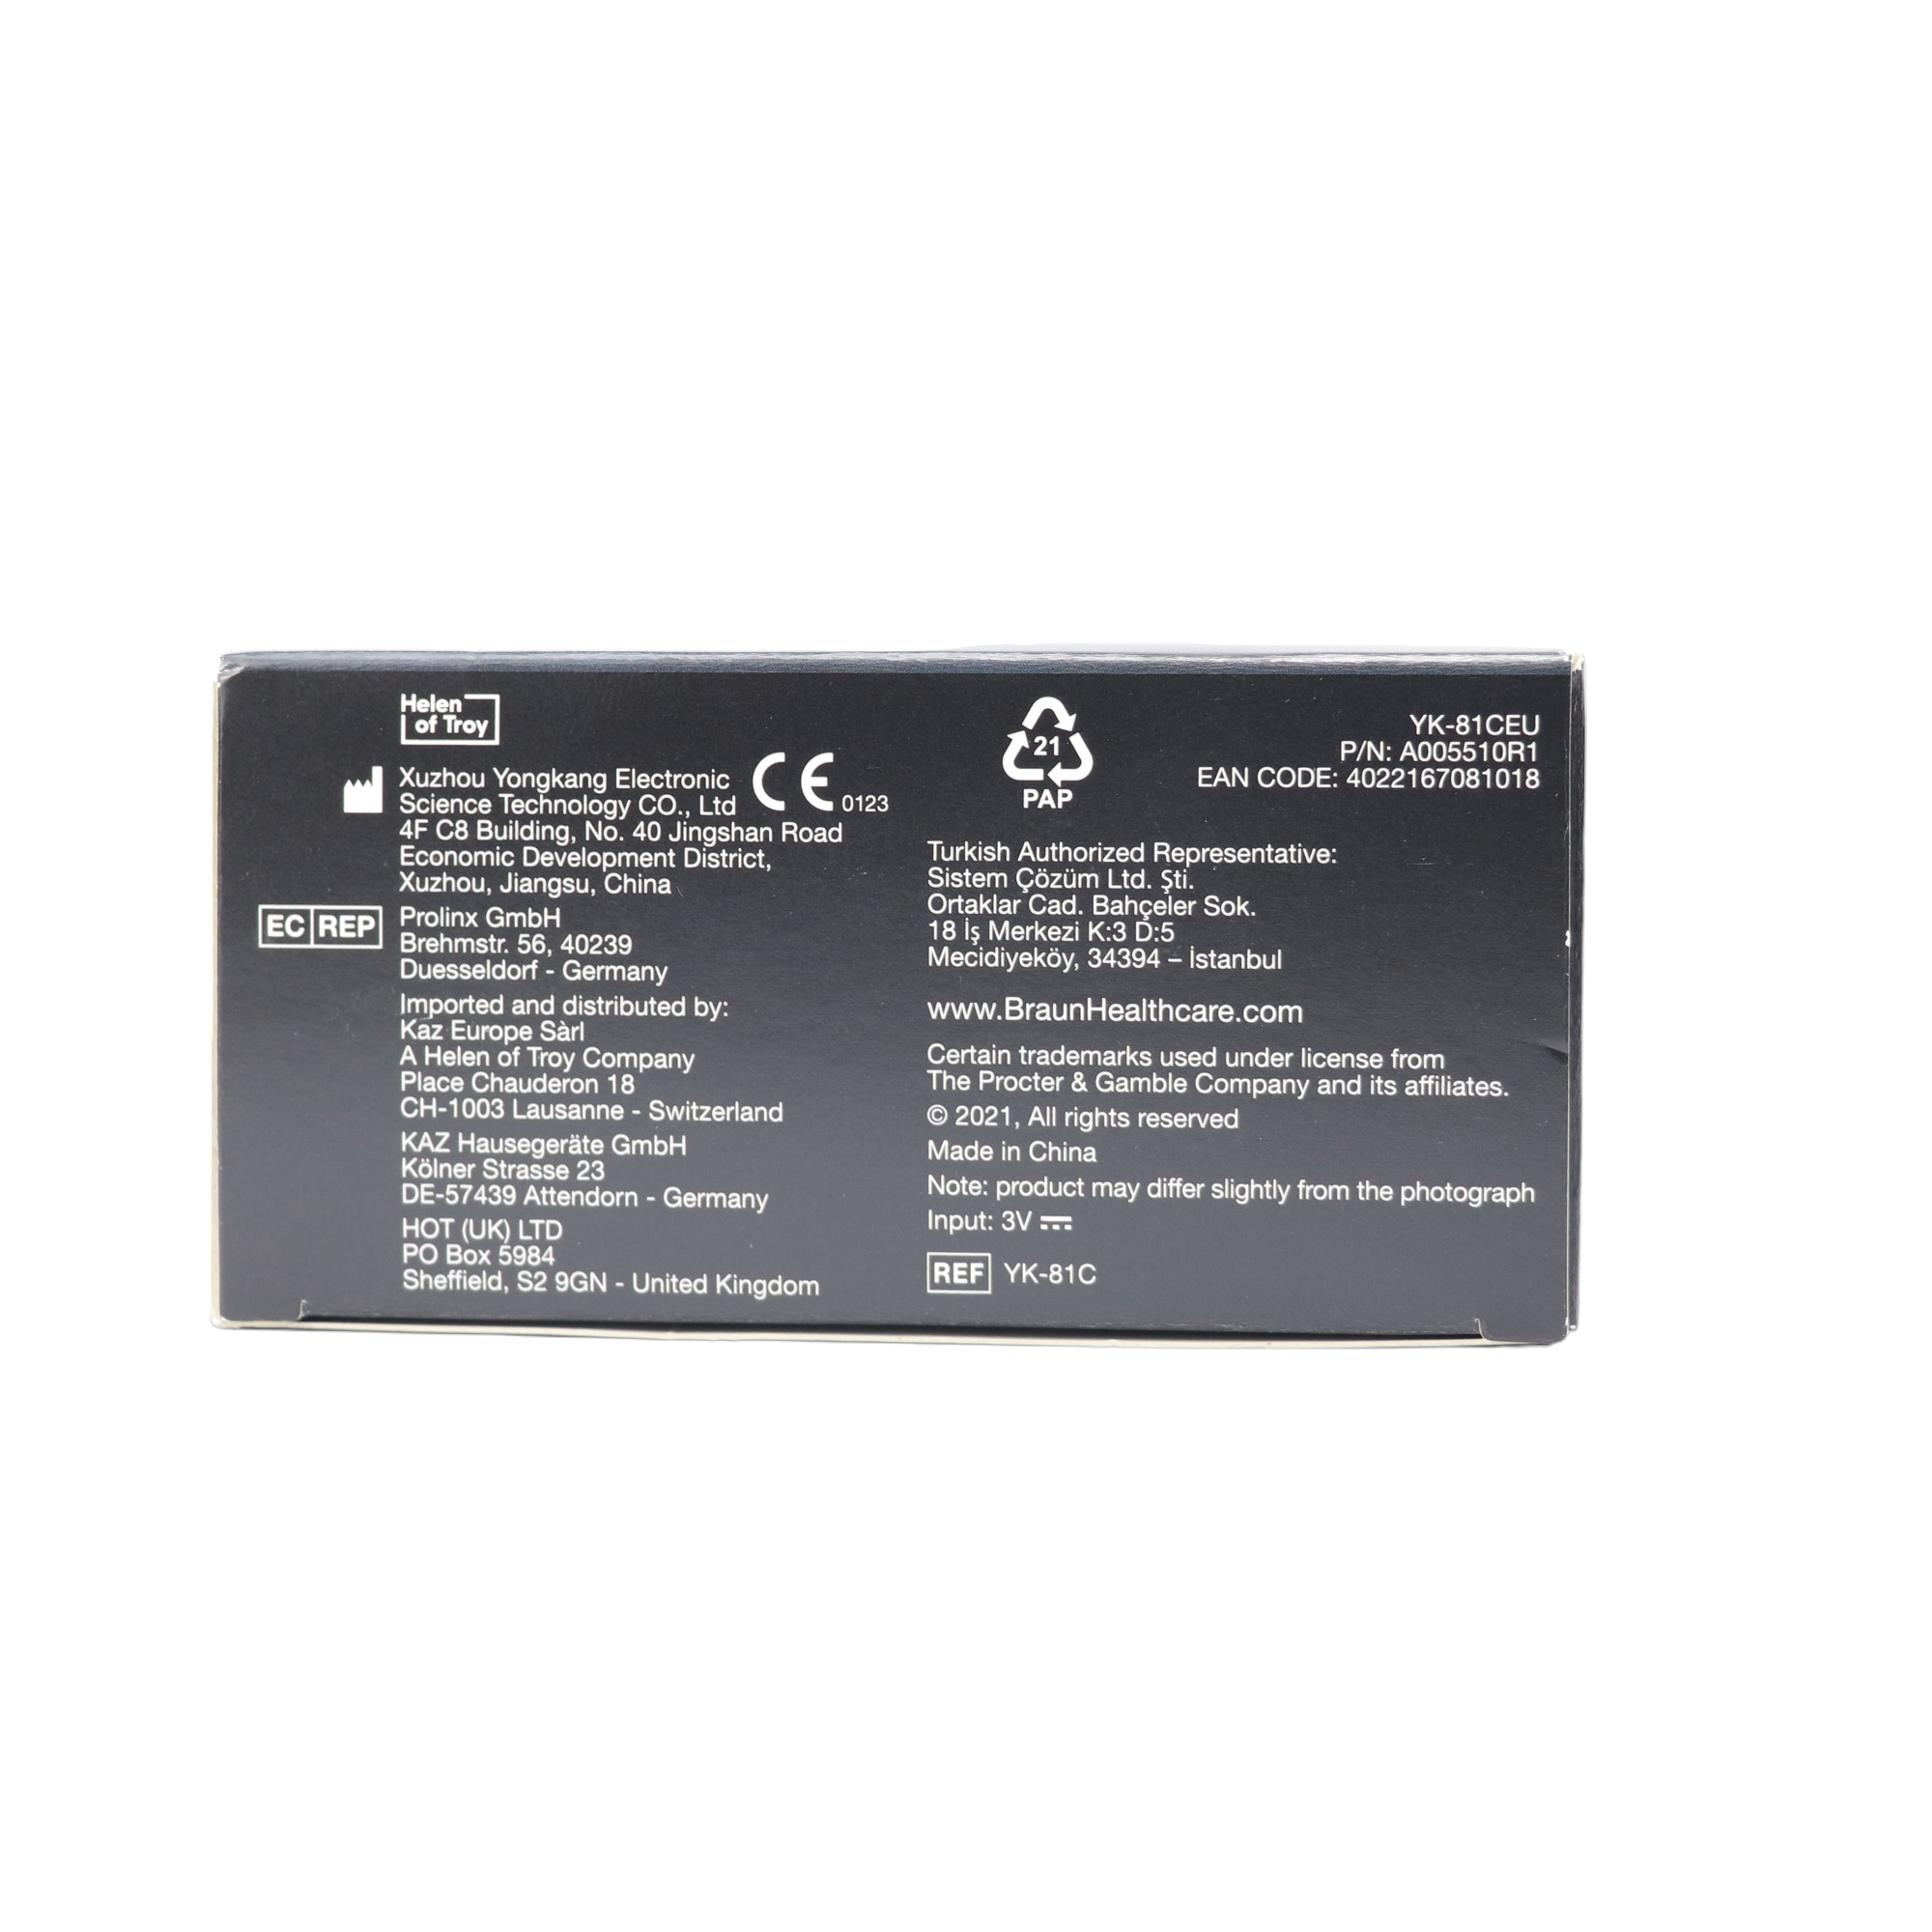 Helen
of Troy
Xuzhou Yongkang Electronic
Science Technology CO., Ltd
CE 0123
4F C8 Building, No. 40 Jingshan Road
Economic Development District,
Xuzhou, Jiangsu, China
EC REP
Prolinx GmbH
Brehmstr. 56, 40239
Duesseldorf - Germany
Imported and distributed by:
Kaz Europe Sàrl
A Helen of Troy Company
Place Chauderon 18
CH-1003 Lausanne - Switzerland
KAZ Hausegeräte GmbH
Kölner Strasse 23
DE-57439 Attendorn - Germany
HOT (UK) LTD
PO Box 5984
Sheffield, S2 9GN - United Kingdom
21
PAP
YK-81CEU
P/N: A005510R1
EAN CODE: 4022167081018
Turkish Authorized Representative:
Sistem Çözüm Ltd. Şti.
Ortaklar Cad. Bahçeler Sok.
18 İş Merkezi K:3 D:5
Mecidiyeköy, 34394 – İstanbul
www.BraunHealthcare.com
Certain trademarks used under license from
The Procter & Gamble Company and its affiliates.
© 2021, All rights reserved
Made in China
Note: product may differ slightly from the photograph
Input: 3V ⎓
REF YK-81C